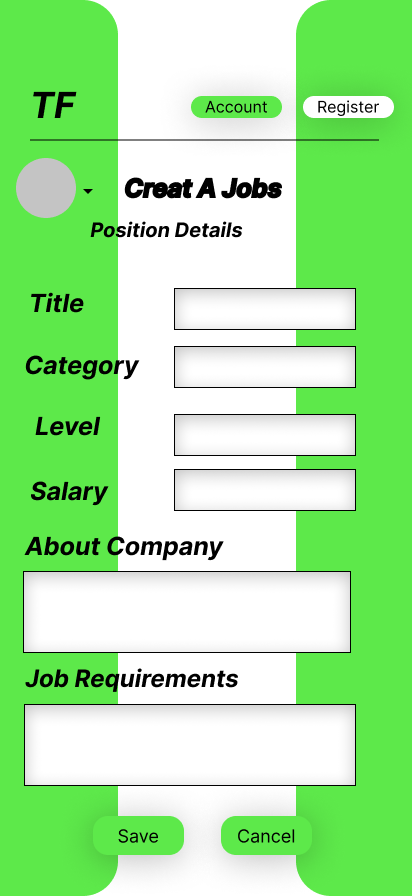 TF
Account
Register
Creat A Jobs
Position Details
Title
Category
Level
Salary
About Company
Job Requirements
Save
Cancel